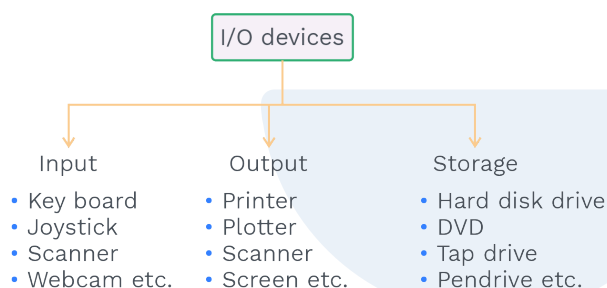 I/O devices
Input
• Key board
• Joystick
• Scanner
• Webcam etc.
Output
• Printer
• Plotter
• Scanner
• Screen etc.
Storage
• Hard disk drive
• DVD
• Tap drive
• Pendrive etc.